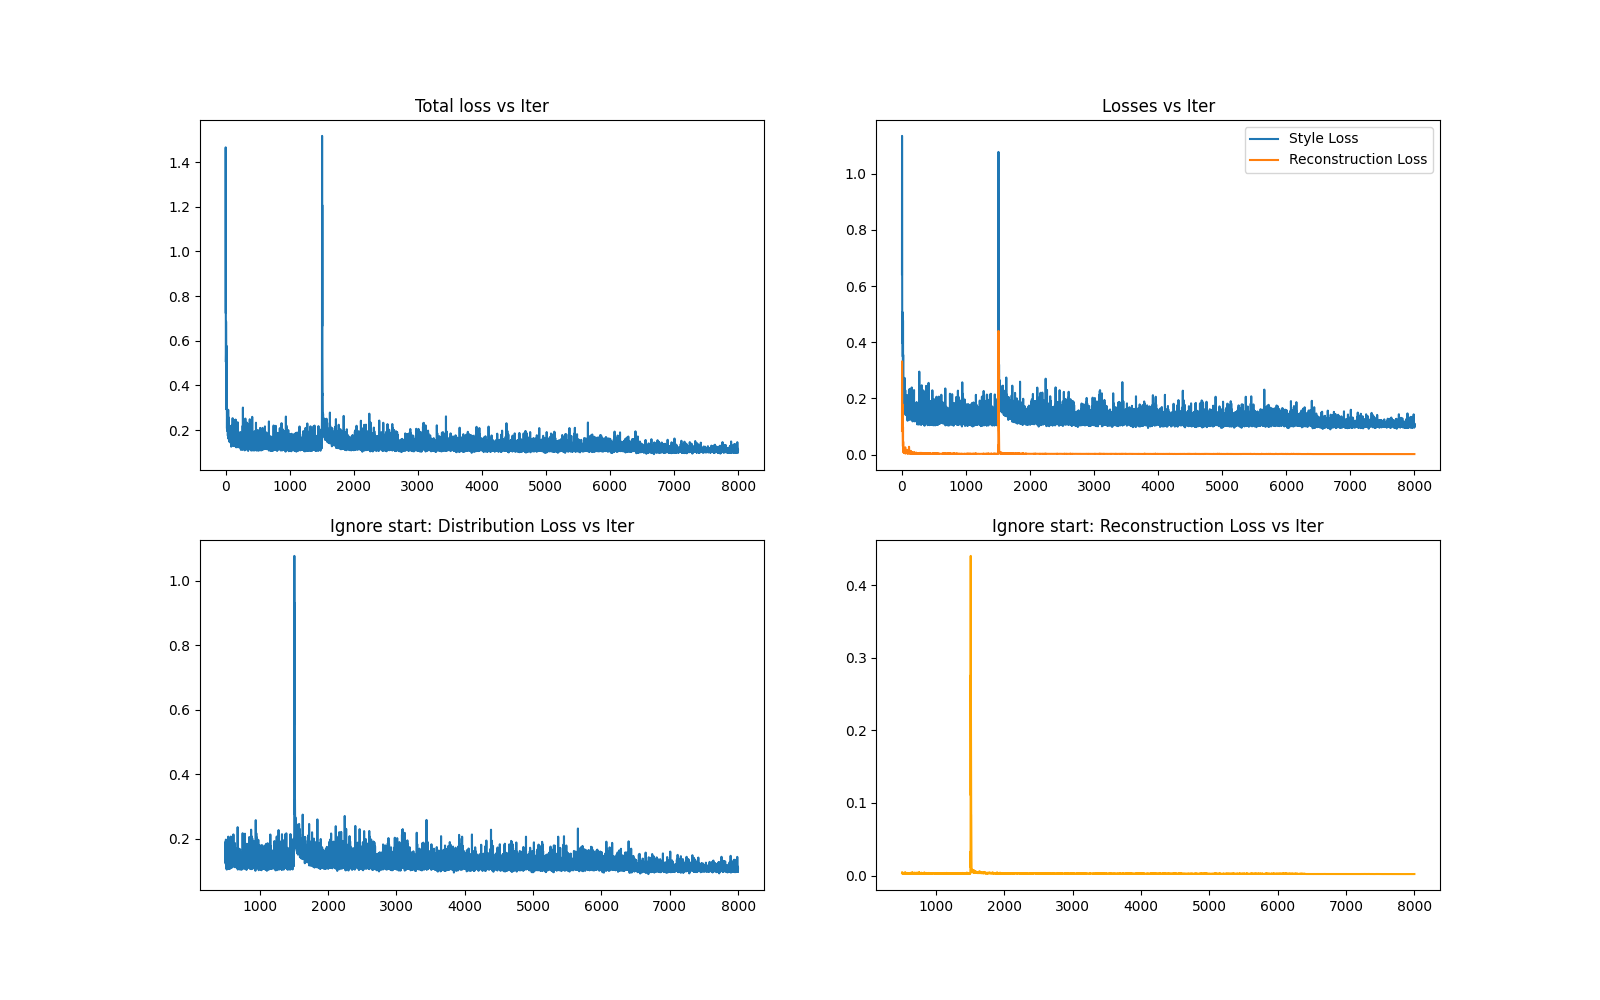 Total loss vs Iter
1.4
1.2
1.0
0.8
0.6
0.4
0.2
0 1000 2000 3000 4000 5000 6000 7000 8000
Losses vs Iter
Style Loss
Reconstruction Loss
1.0
0.8
0.6
0.4
0.2
0.0
0 1000 2000 3000 4000 5000 6000 7000 8000
Ignore start: Distribution Loss vs Iter
1.0
0.8
0.6
0.4
0.2
1000 2000 3000 4000 5000 6000 7000 8000
Ignore start: Reconstruction Loss vs Iter
0.4
0.3
0.2
0.1
0.0
1000 2000 3000 4000 5000 6000 7000 8000